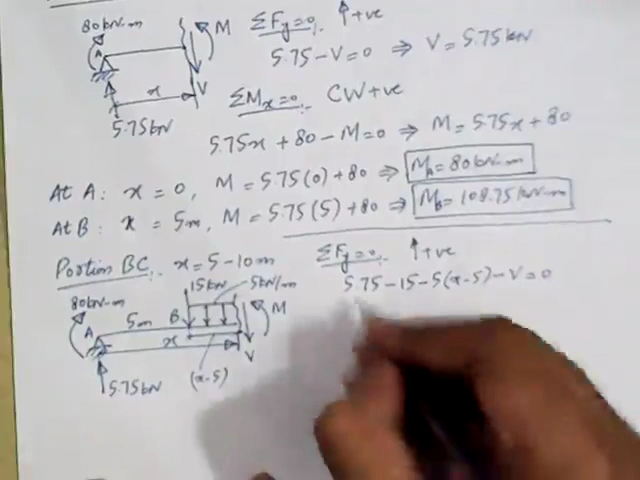 80kN-m
M
ΣFy=0. ↑+ve
5.75-V=0 ⇒ V=5.75kN
A
x
V
ΣMx=0. CW+ve
5.75kN
5.75x+80-M=0 ⇒ M=5.75x+80
At A: x=0, M=5.75(0)+80 ⇒ MA=80kN-m
At B: x=5m, M=5.75(5)+80 ⇒ MB=108.75kN-m
Portion BC: x=5-10m
ΣFy=0. ↑+ve
15kN
5kN/m
5.75-15-5(x-5)-V=0
80kN-m
5m
B
M
A
x
V
5.75kN
(x-5)